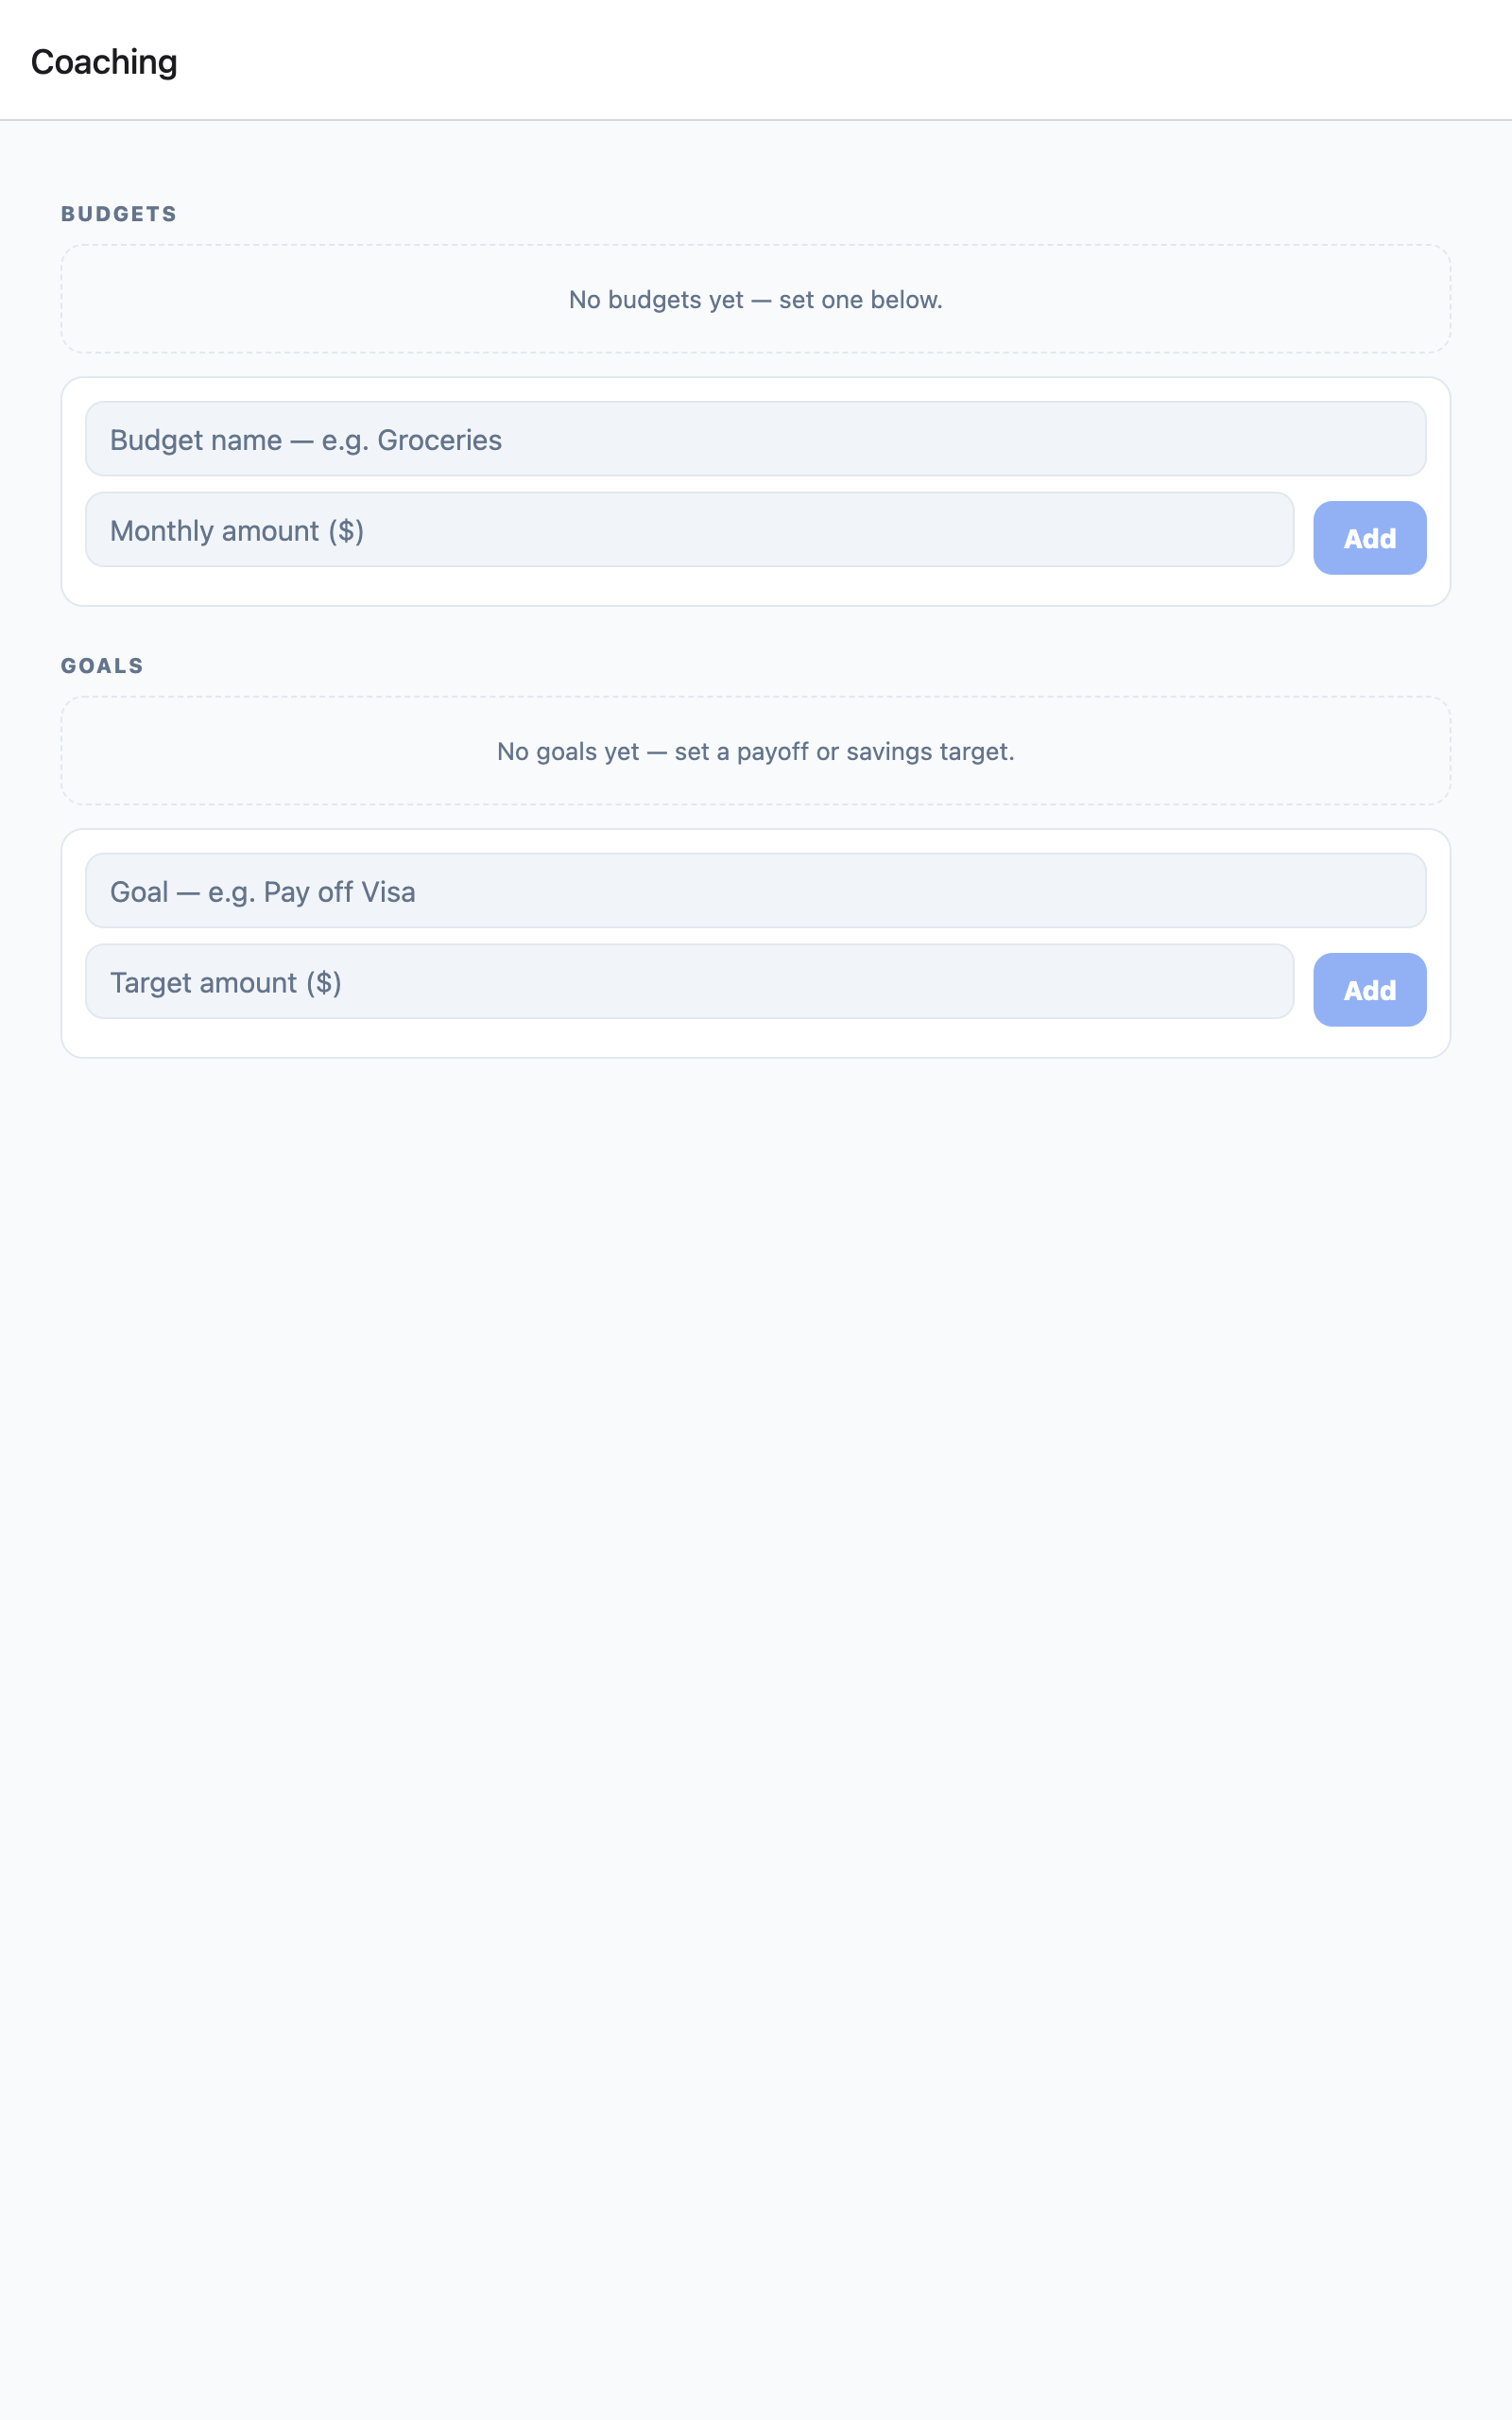 Coaching
BUDGETS
No budgets yet — set one below.
Budget name — e.g. Groceries
Monthly amount ($)
Add
GOALS
No goals yet — set a payoff or savings target.
Goal — e.g. Pay off Visa
Target amount ($)
Add